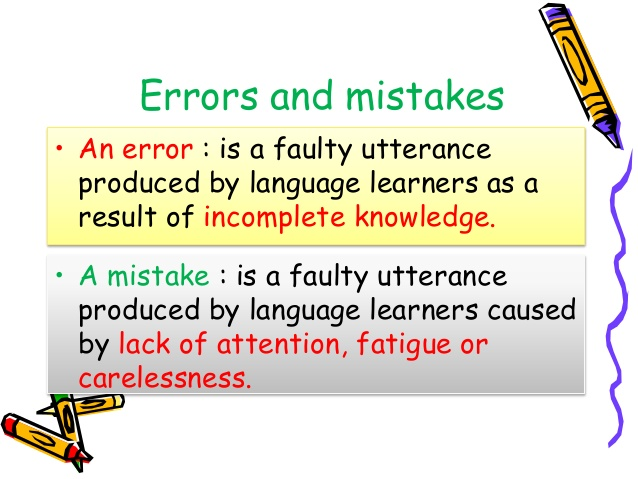 Errors and mistakes
• An error : is a faulty utterance
produced by language learners as a
result of incomplete knowledge.
• A mistake : is a faulty utterance
produced by language learners caused
by lack of attention, fatigue or
carelessness.